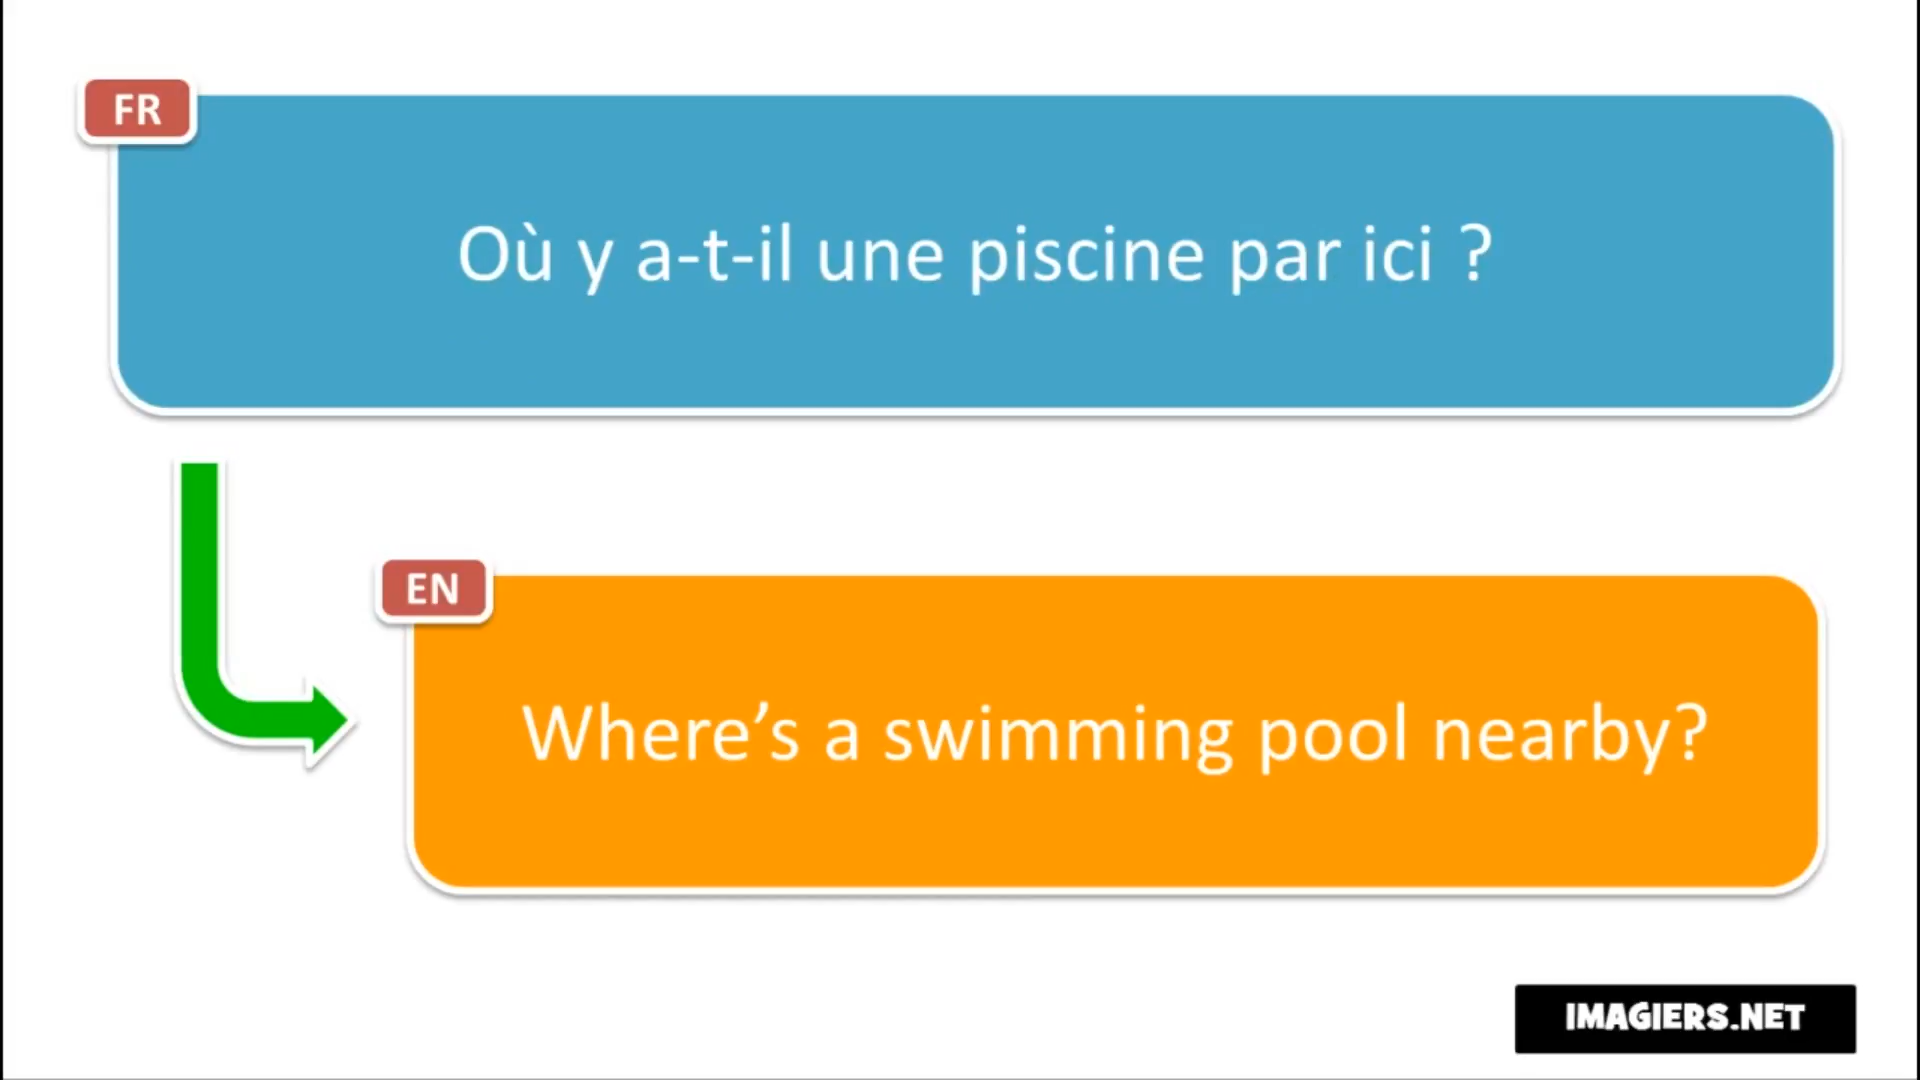 FR
Où y a-t-il une piscine par ici ?
EN
Where’s a swimming pool nearby?
IMAGIERS.NET